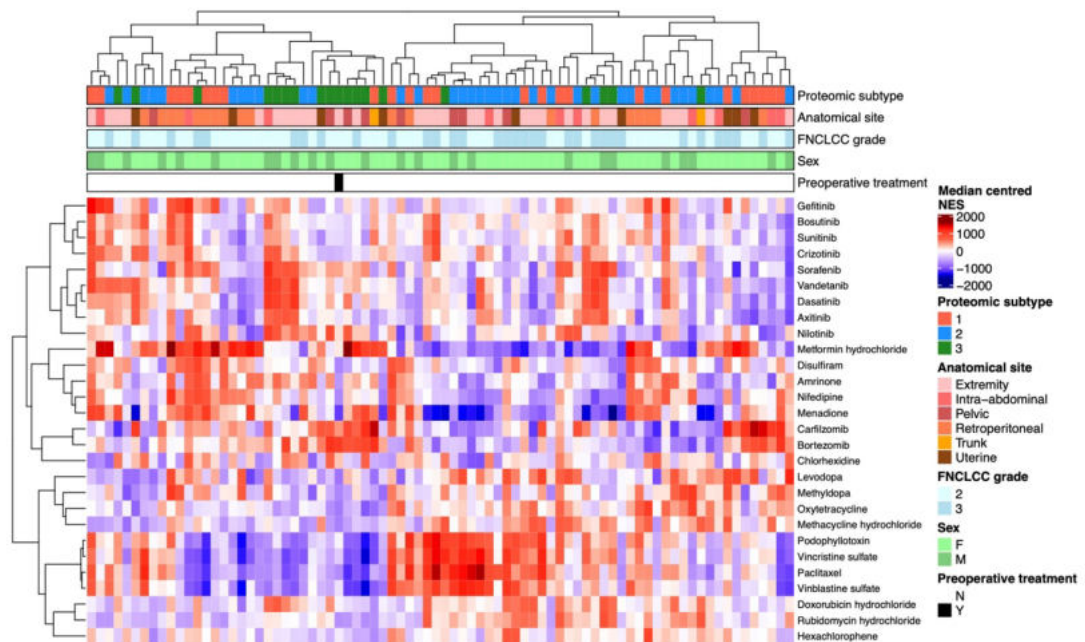 Proteomic subtype
Anatomical site
FNCLCC grade
Sex
Preoperative treatment
Gefitinib
Bosutinib
Sunitinib
Crizotinib
Sorafenib
Vandetanib
Dasatinib
Axitinib
Nilotinib
Metformin hydrochloride
Disulfiram
Amrinone
Nifedipine
Menadione
Carfilzomib
Bortezomib
Chlorhexidine
Levodopa
Methyldopa
Oxytetracycline
Methacycline hydrochloride
Podophyllotoxin
Vincristine sulfate
Paclitaxel
Vinblastine sulfate
Doxorubicin hydrochloride
Rubidomycin hydrochloride
Hexachlorophene
Median centred
NES
2000
1000
0
−1000
−2000
Proteomic subtype
1
2
3
Anatomical site
Extremity
Intra−abdominal
Pelvic
Retroperitoneal
Trunk
Uterine
FNCLCC grade
2
3
Sex
F
M
Preoperative treatment
N
Y